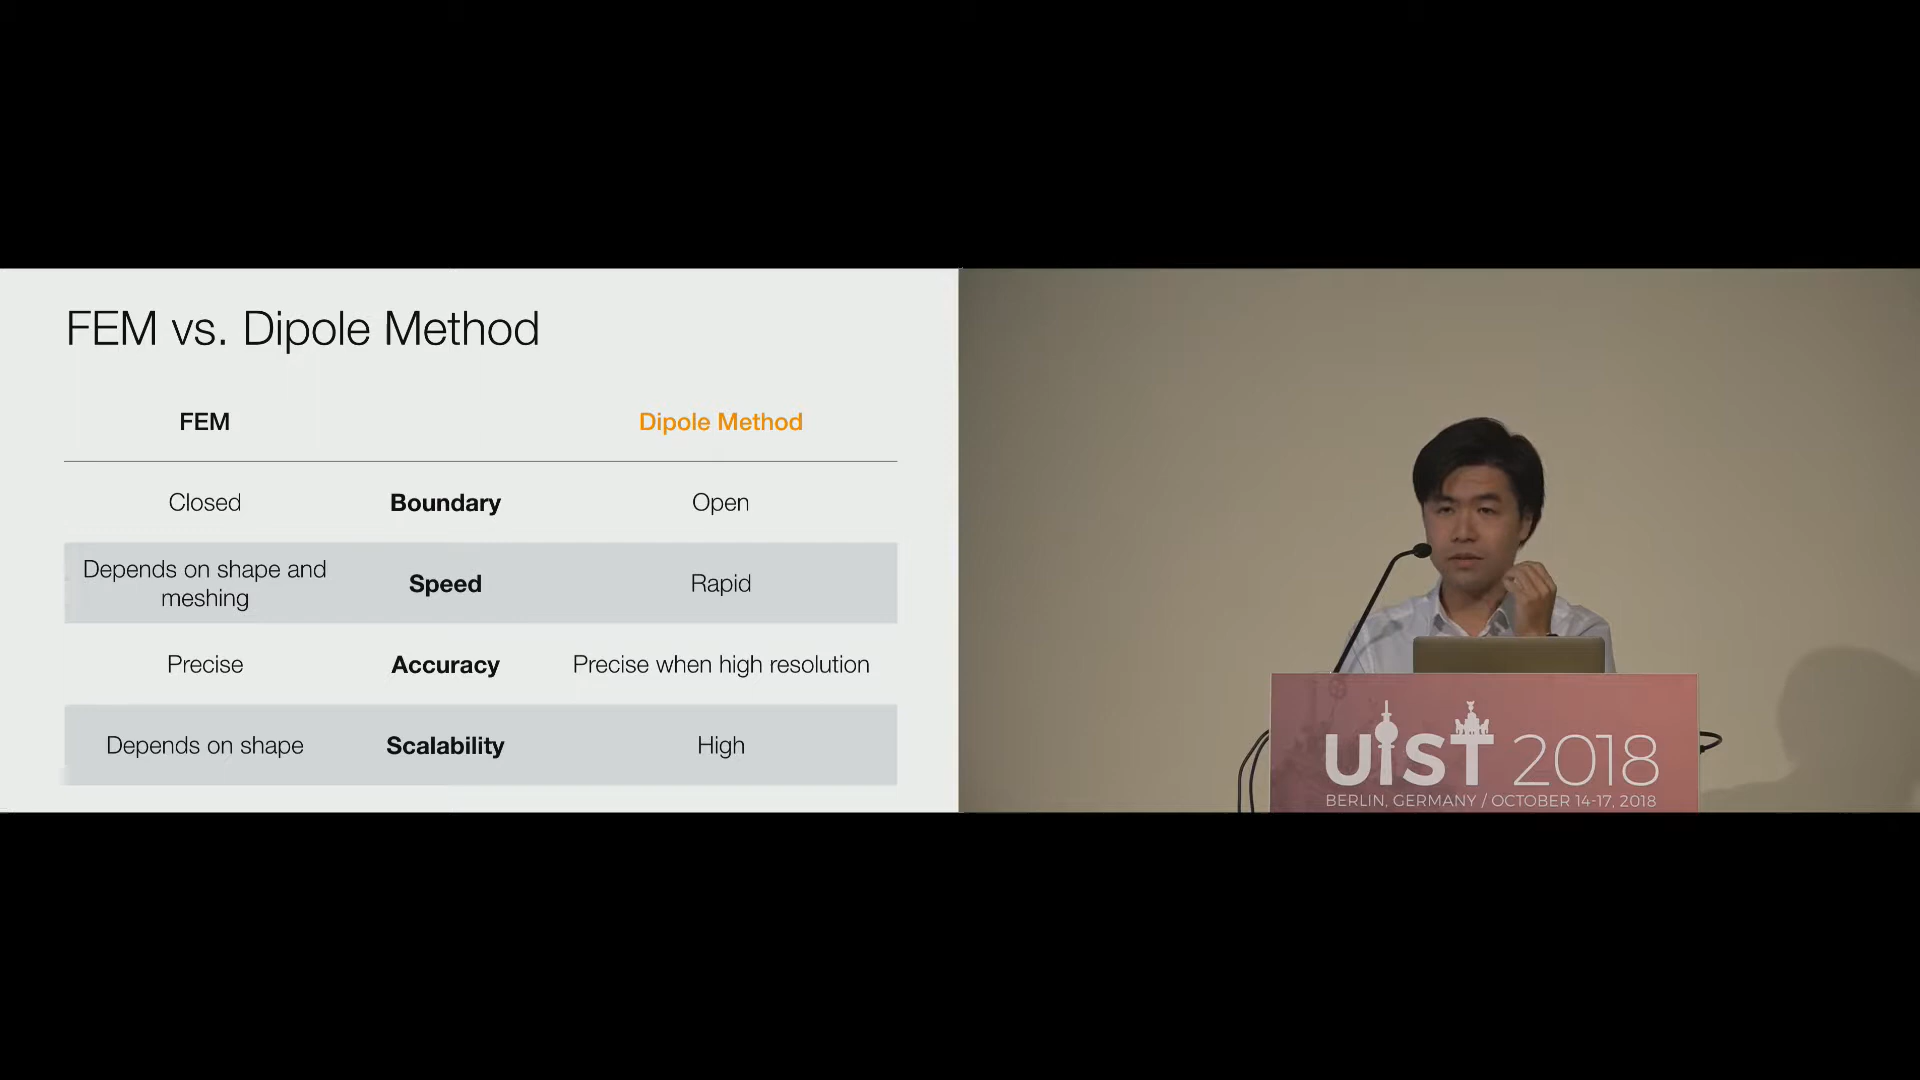 FEM vs. Dipole Method
FEM Dipole Method
Closed Boundary Open
Depends on shape and
meshing
Speed Rapid
Precise Accuracy Precise when high resolution
Depends on shape Scalability High
UIST 2018
BERLIN, GERMANY / OCTOBER 14-17, 2018